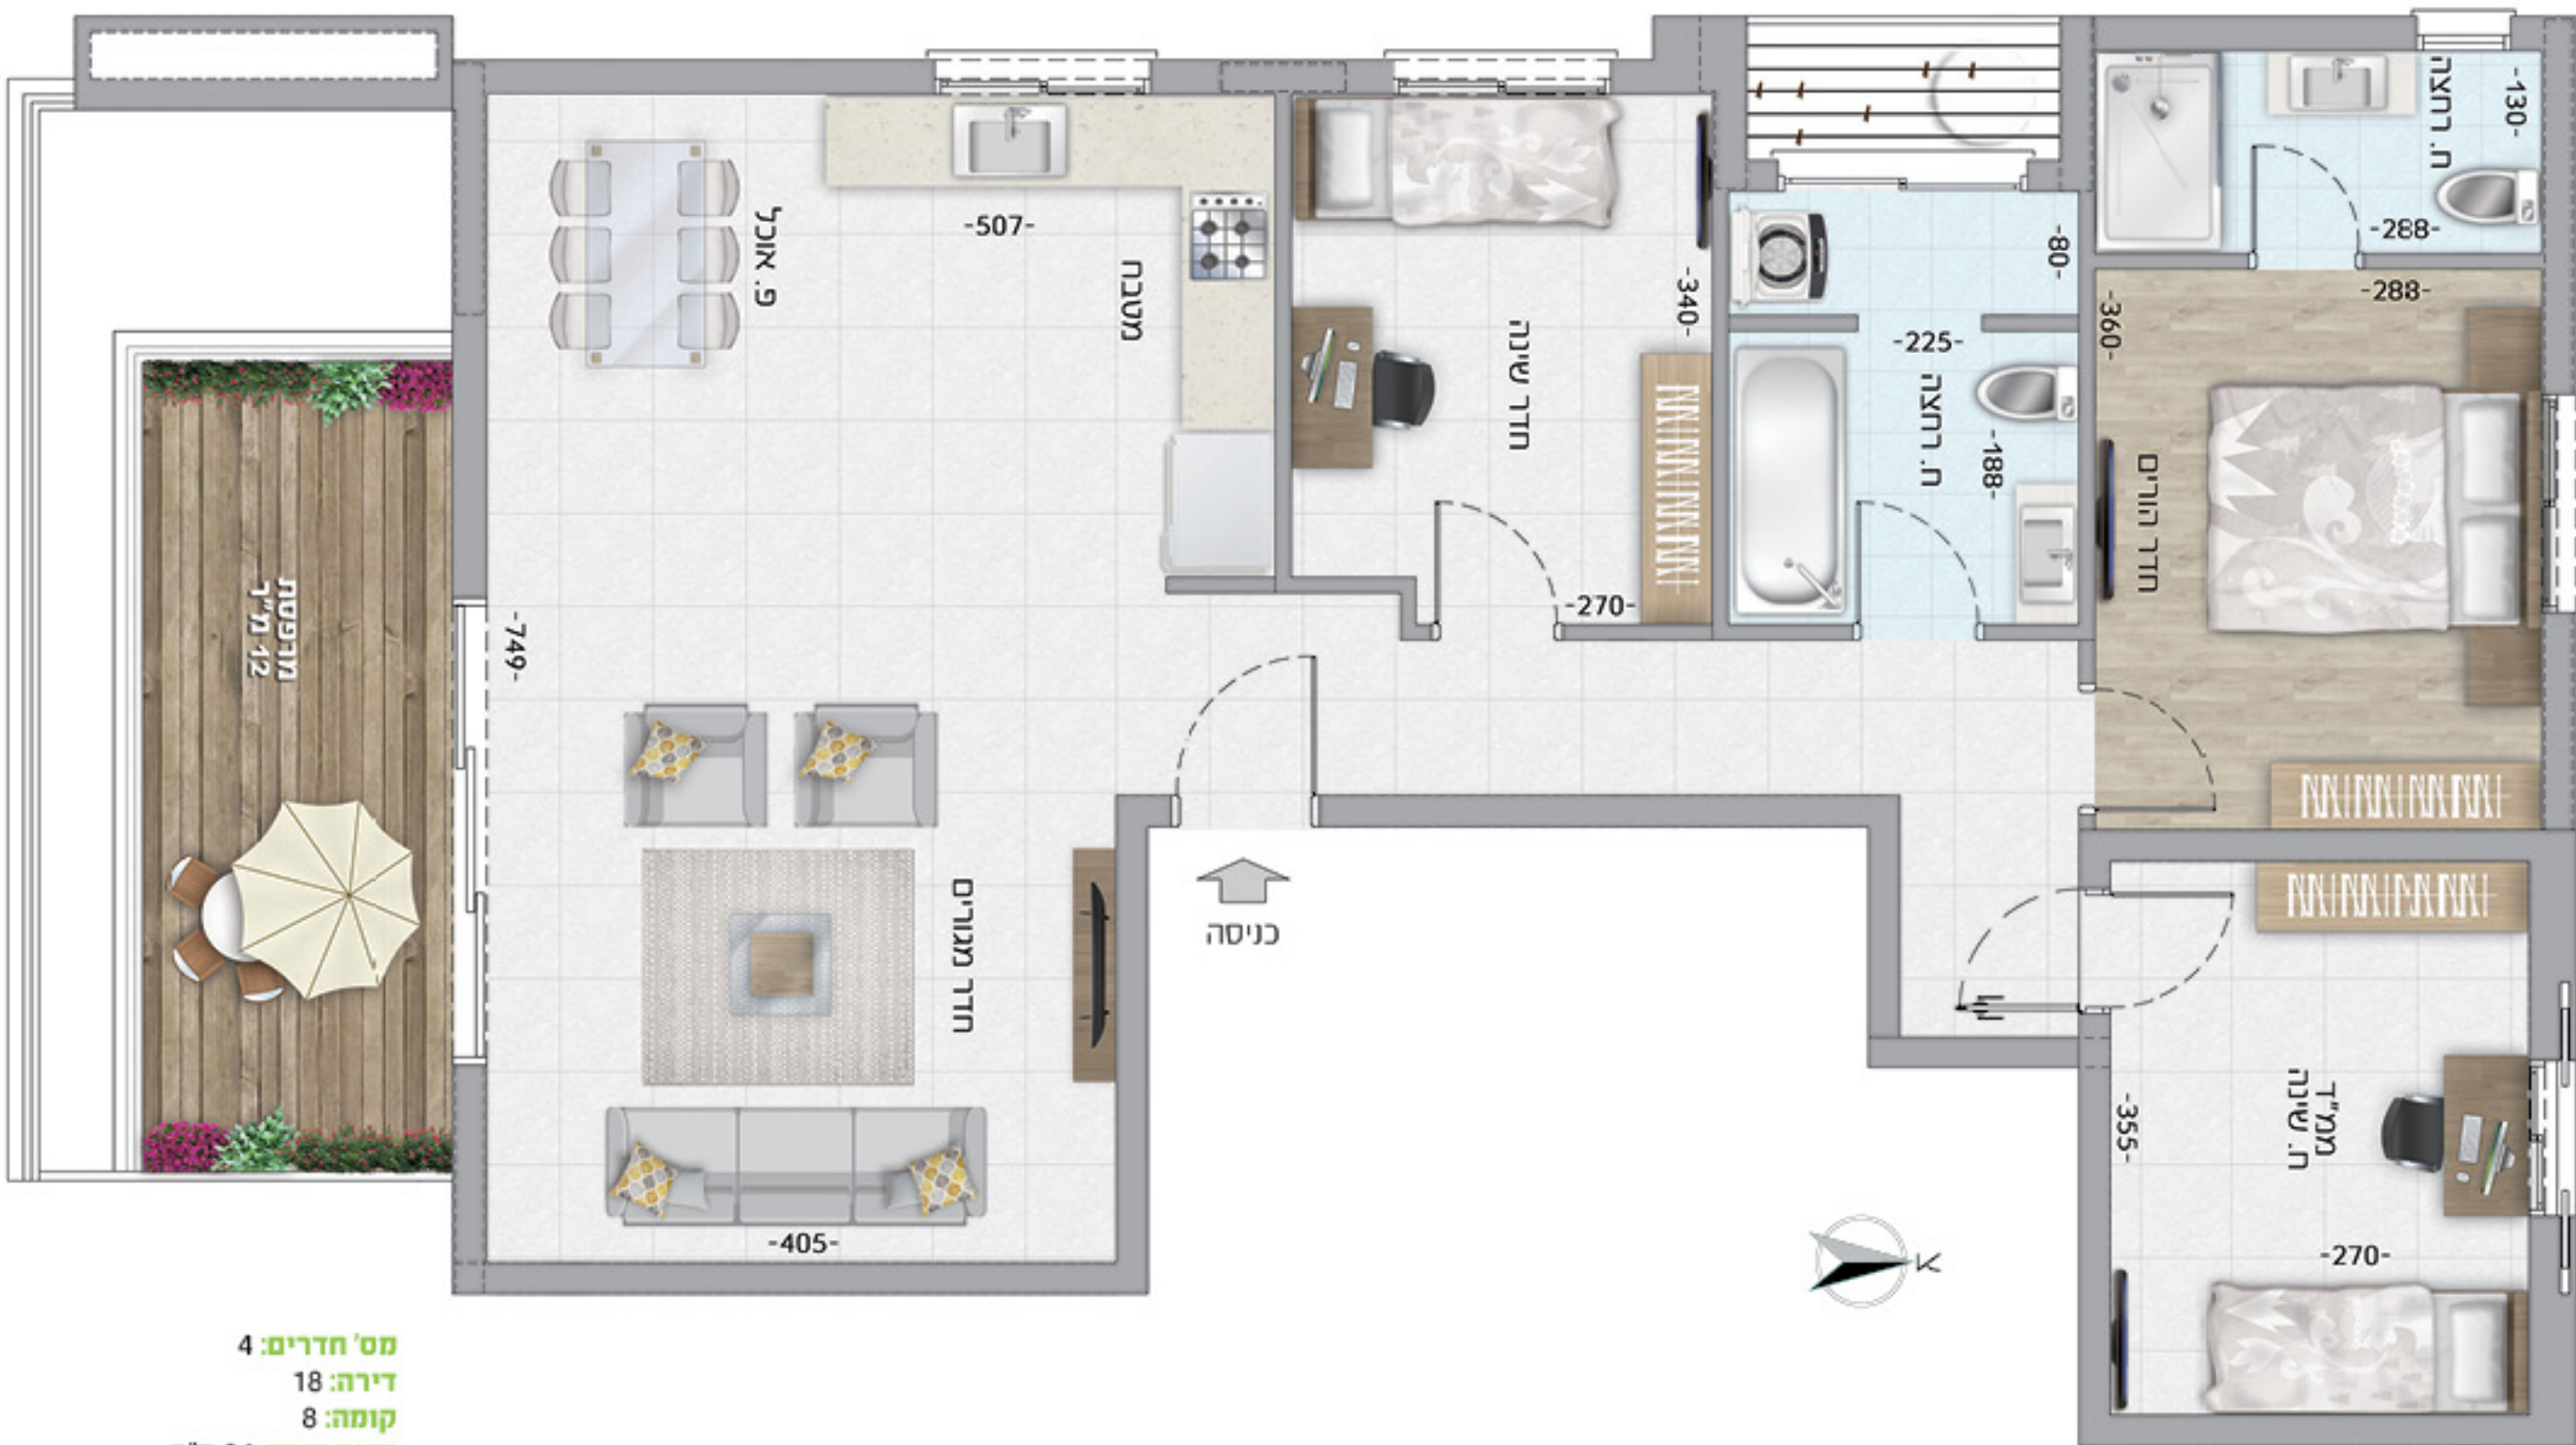 ח. רחצה
-130-
-288-
-288-
-360-
חדר הורים
-80-
-225-
ח. רחצה
-188-
-340-
חדר שינה
-270-
-507-
מטבח
פ. אוכל
-749-
מרפסת
12 מ"ר
חדר מגורים
-405-
כניסה
ממ"ד
ח. שינה
-355-
-270-
מס' חדרים: 4
דירה: 18
קומה: 8